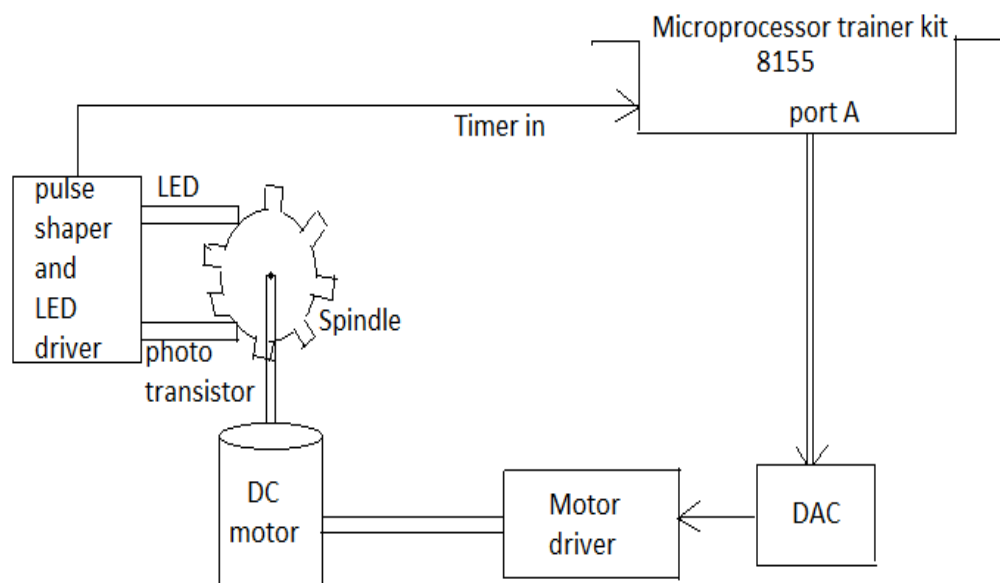 Microprocessor trainer kit
8155
port A
Timer in
pulse
shaper
and
LED
driver
LED
photo
transistor
Spindle
DC
motor
Motor
driver
DAC